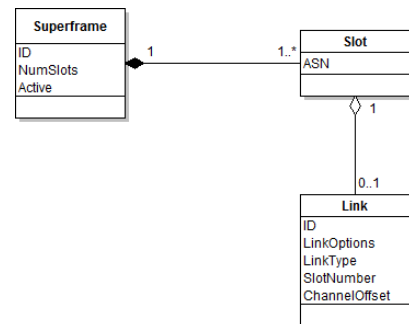 Superframe
ID
NumSlots
Active
1
1..*
Slot
ASN
1
0..1
Link
ID
LinkOptions
LinkType
SlotNumber
ChannelOffset